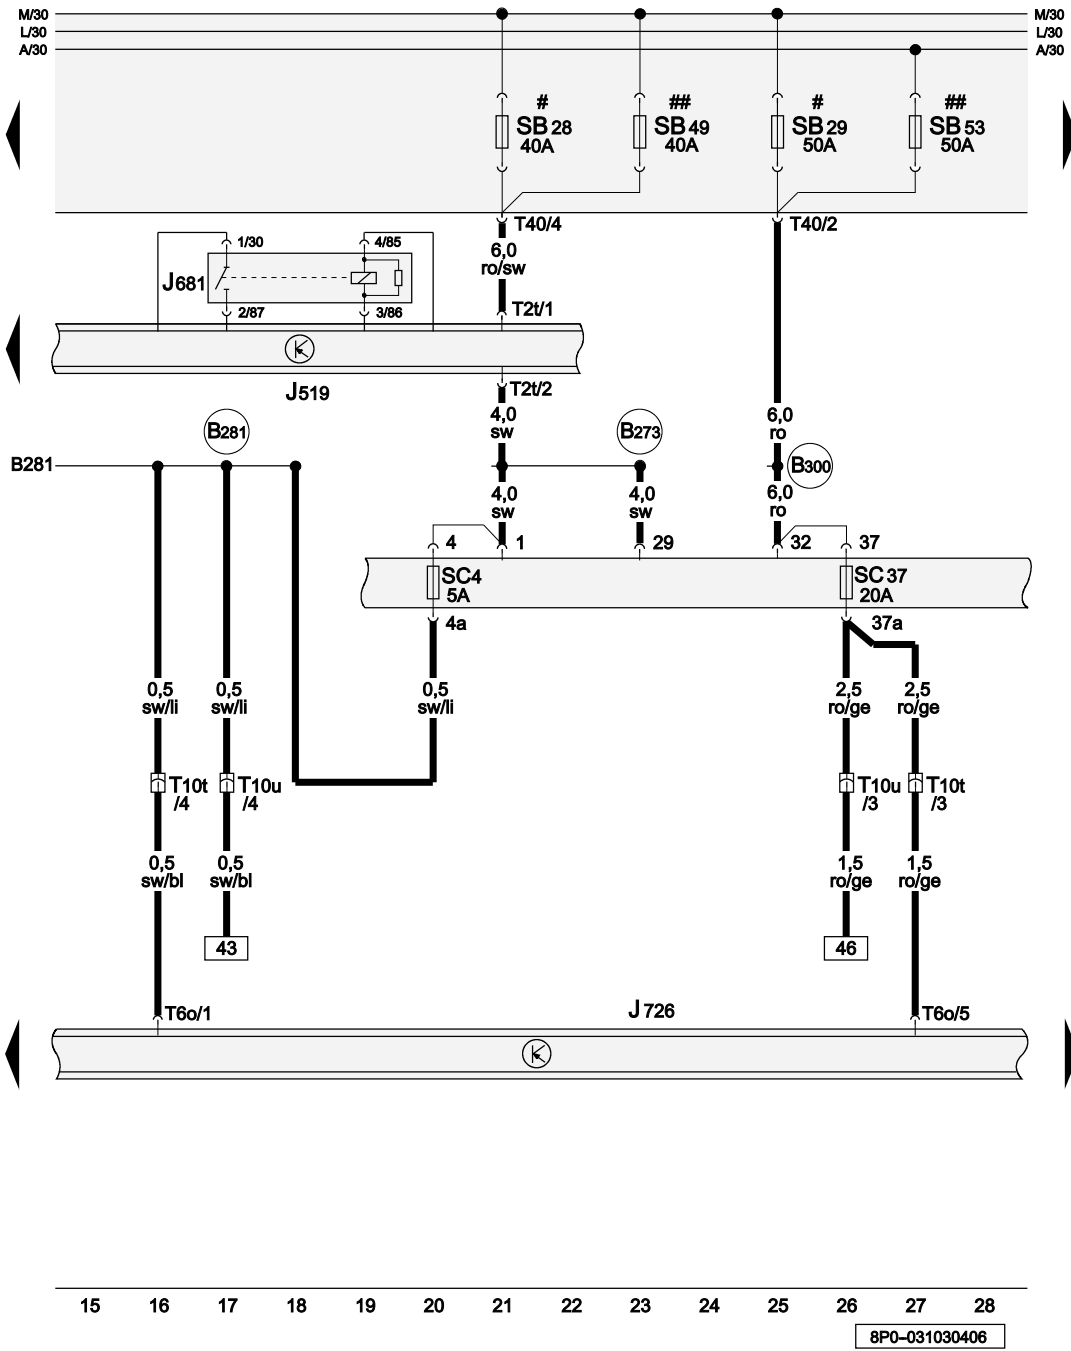 M/30 M/30
L/30 L/30
A/30 A/30
# ## # ##
SB 28 SB 49 SB 29 SB 53
40A 40A 50A 50A
T40/4 T40/2
1/30 4/85
6,0
ro/sw
J681
2/87 3/86 T2t/1
J519 T2t/2
B281 B273
4,0 6,0
sw ro
B281 B300
4,0 4,0 6,0
sw sw ro
4 1 29 32 37
SC4 SC 37
5A 20A
4a 37a
0,5 0,5 0,5 2,5 2,5
sw/li sw/li sw/li ro/ge ro/ge
T10t T10u T10u T10t
/4 /4 /3 /3
0,5 0,5 1,5 1,5
sw/bl sw/bl ro/ge ro/ge
43 46
T6o/1 J 726 T6o/5
15 16 17 18 19 20 21 22 23 24 25 26 27 28
8P0-031030406